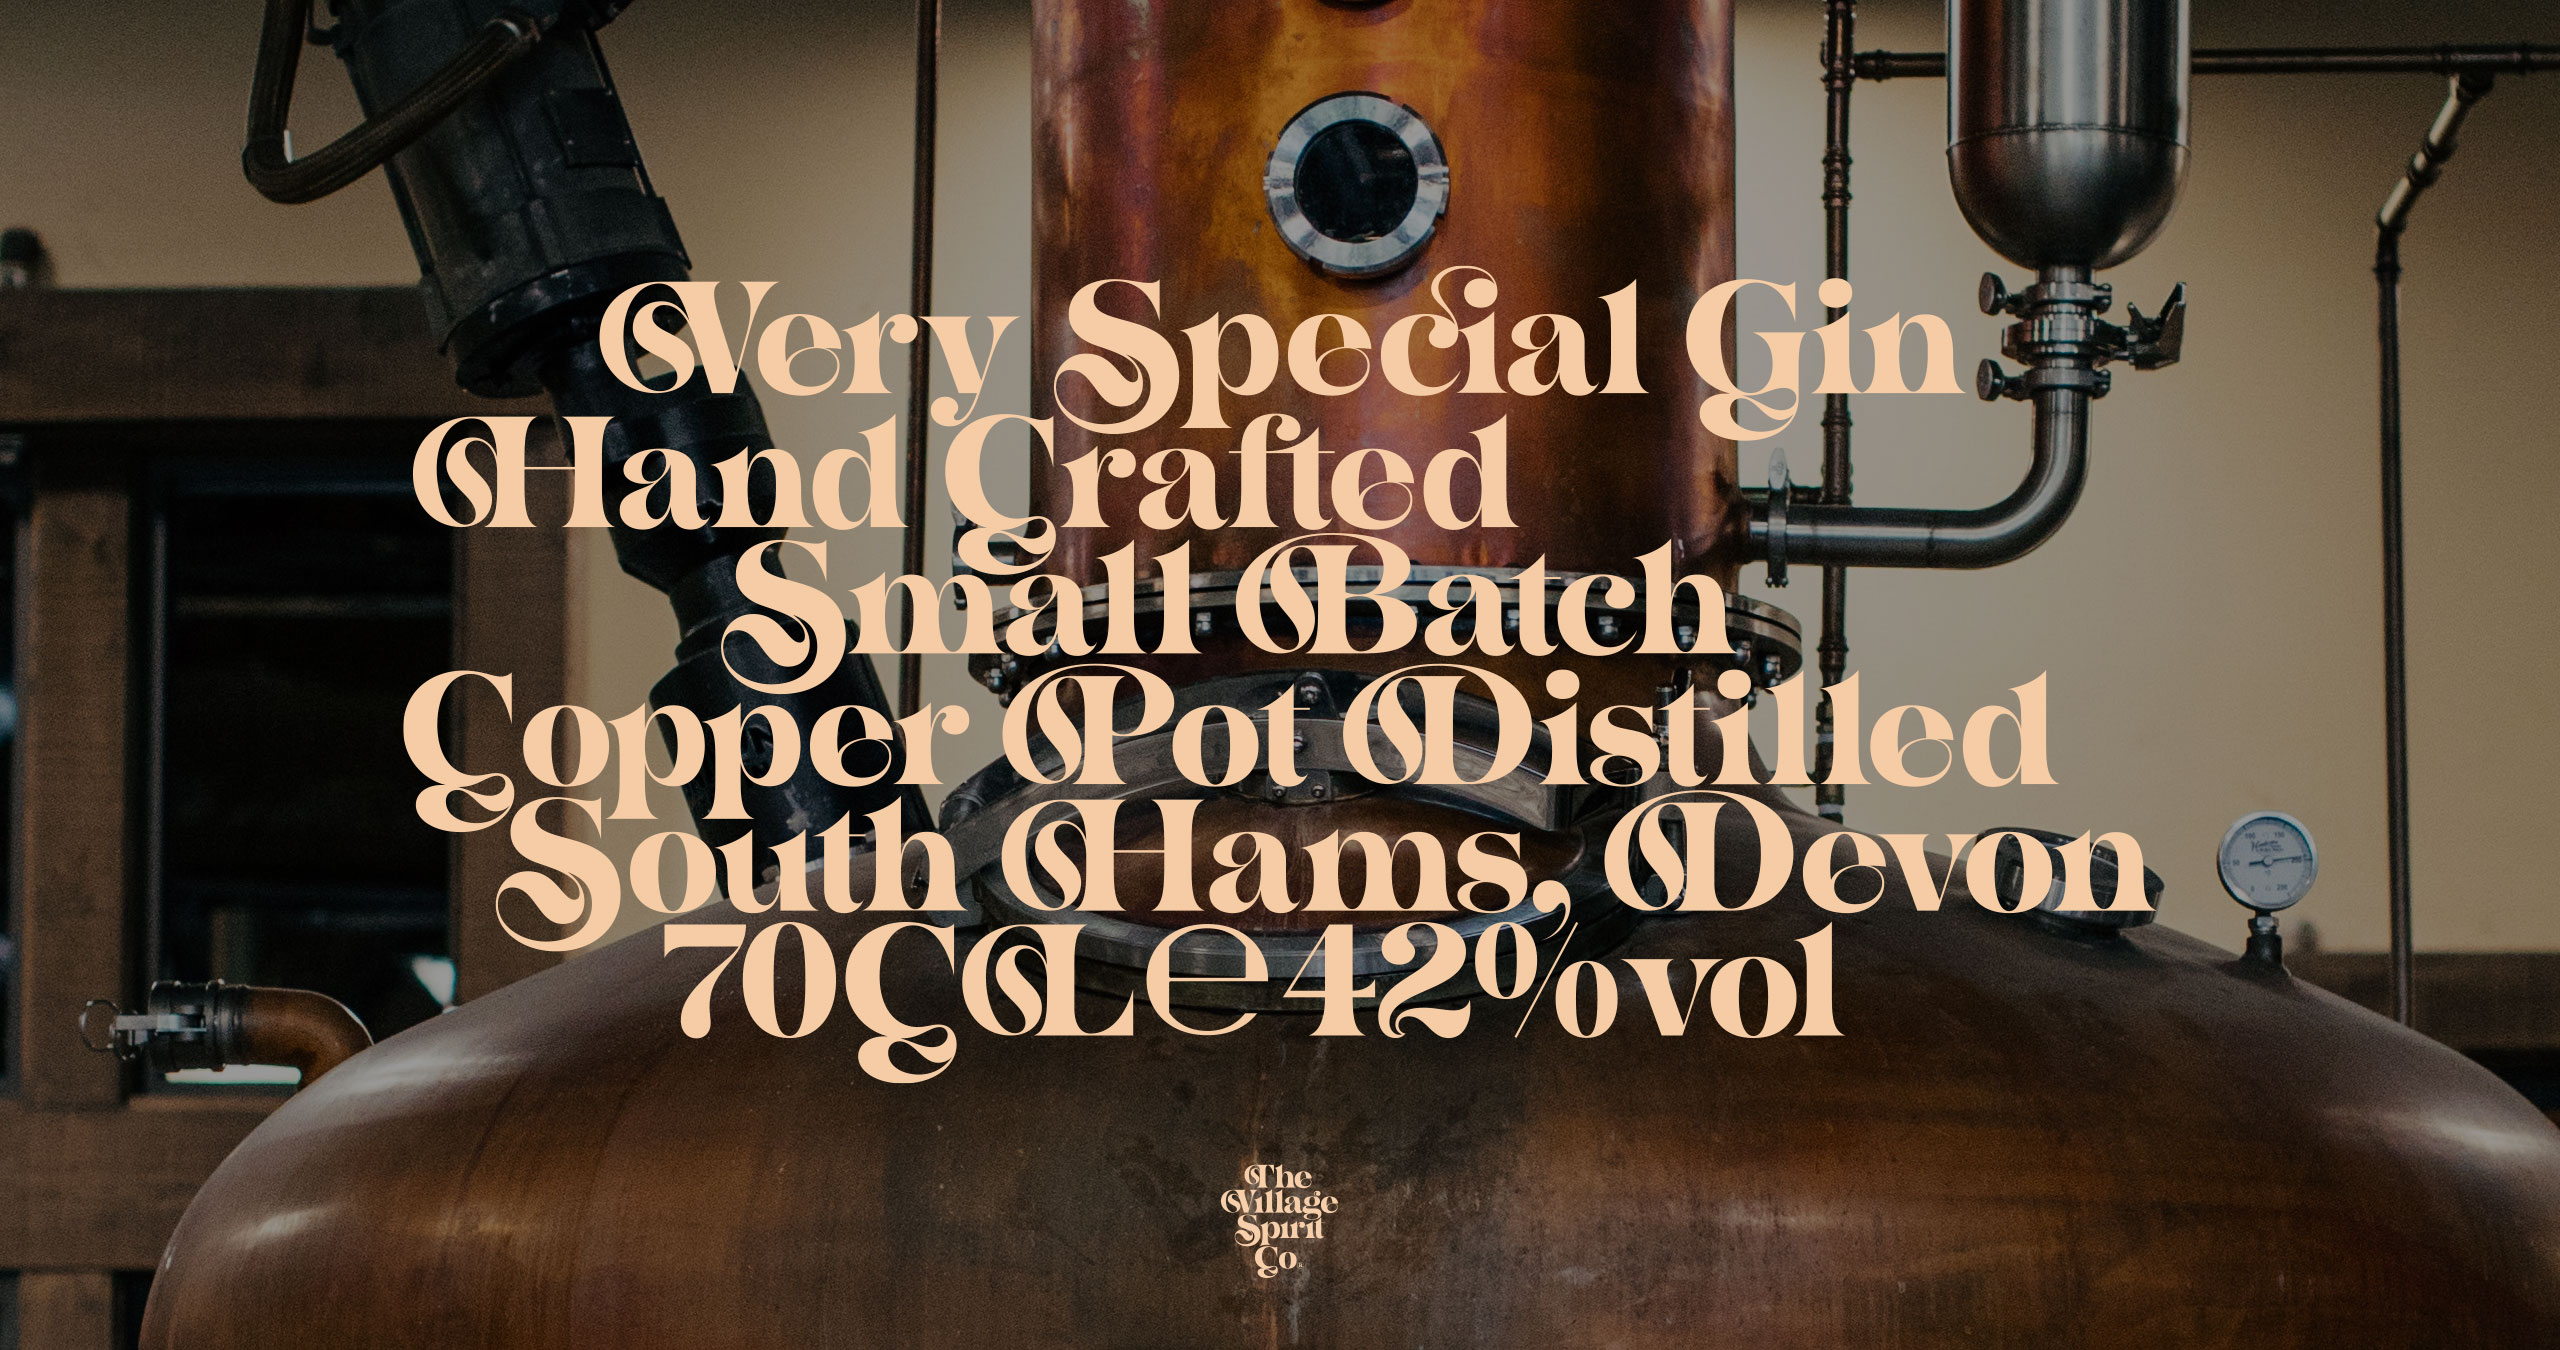 Very Special Gin
Hand Crafted
Small Batch
Copper Pot Distilled
South Hams, Devon
70CL ℮ 42% vol
The
Village
Spirit
Co.